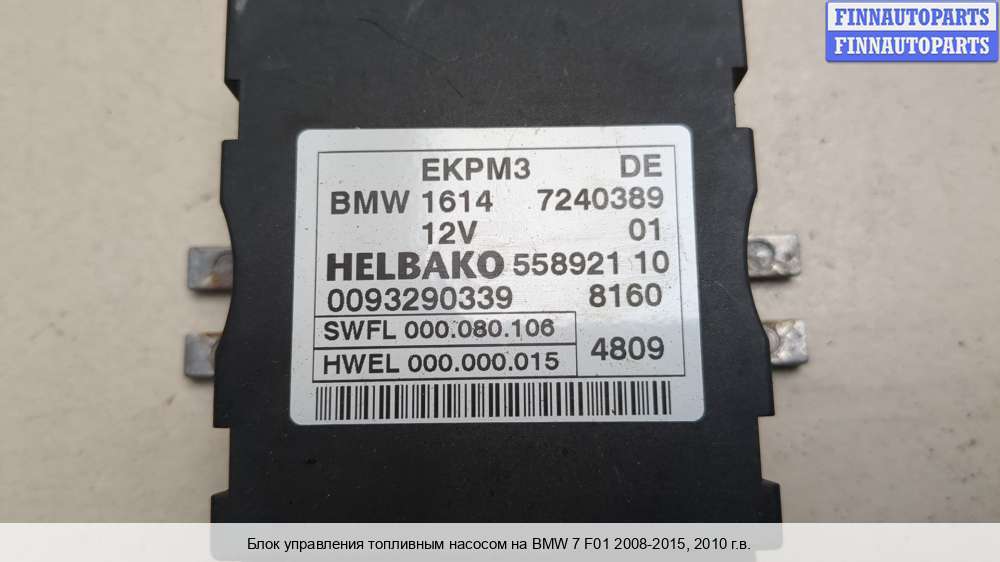 FINNAUTOPARTS
FINNAUTOPARTS
EKPM3 DE
BMW 1614 7240389
12V 01
HELBAKO 558921 10
0093290339 8160
SWFL 000.080.106
HWEL 000.000.015 4809
Блок управления топливным насосом на BMW 7 F01 2008-2015, 2010 г.в.